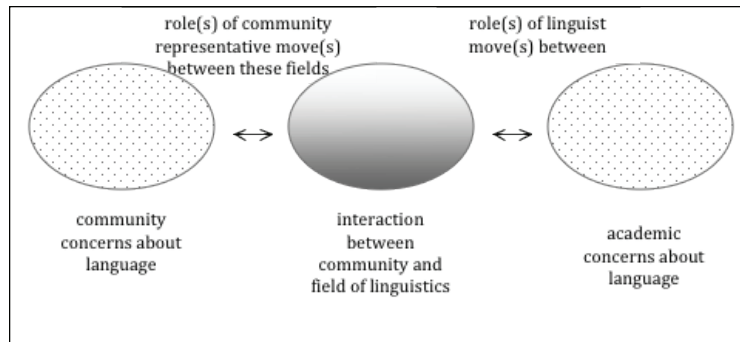 role(s) of community
representative move(s)
between these fields
role(s) of linguist
move(s) between
community
concerns about
language
interaction
between
community and
field of linguistics
academic
concerns about
language